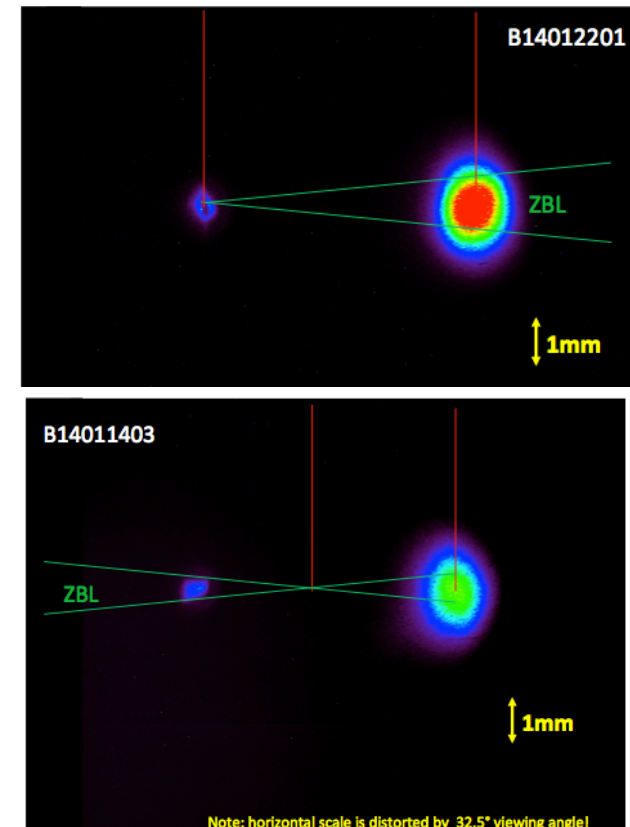 B14012201
ZBL
1mm
B14011403
ZBL
1mm
Note: horizontal scale is distorted by 32.5° viewing angle!